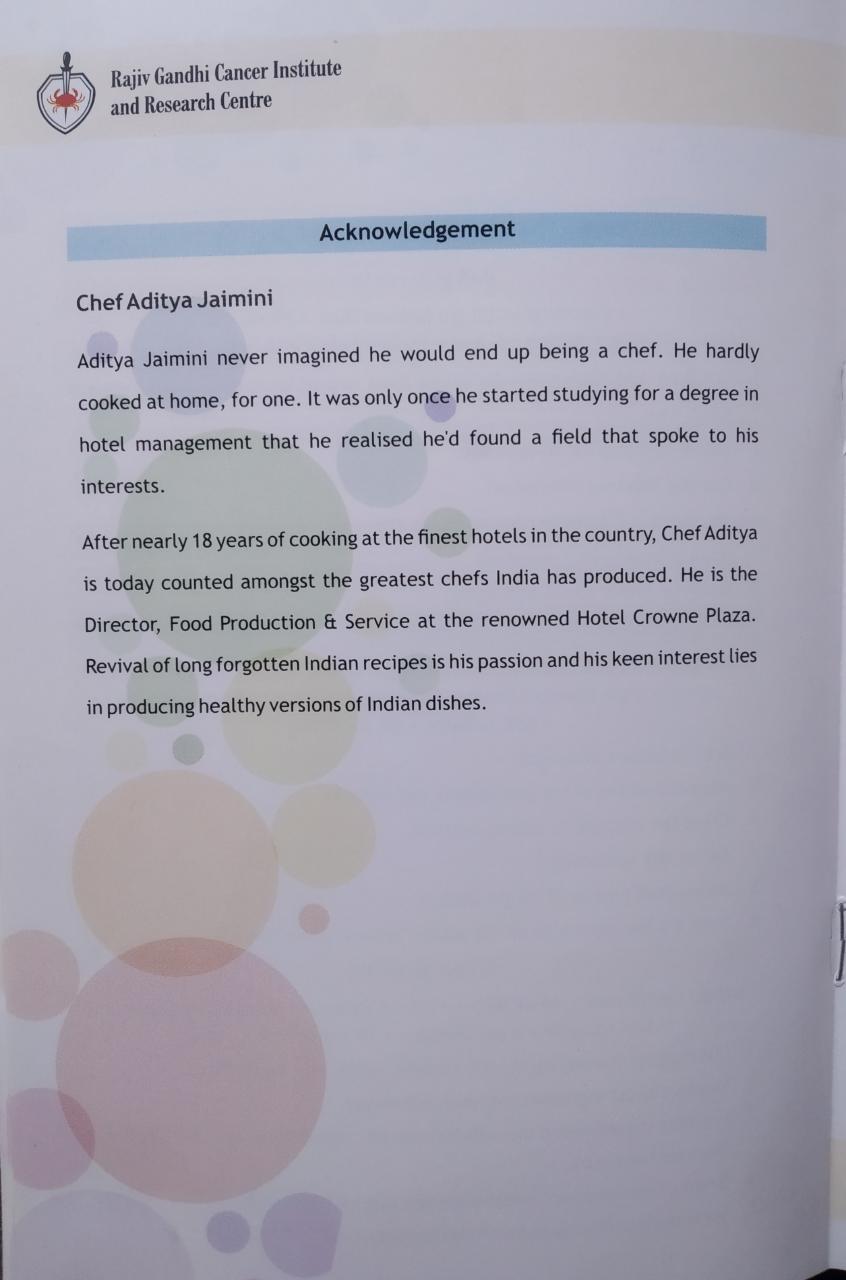 Rajiv Gandhi Cancer Institute
and Research Centre
Acknowledgement
Chef Aditya Jaimini
Aditya Jaimini never imagined he would end up being a chef. He hardly
cooked at home, for one. It was only once he started studying for a degree in
hotel management that he realised he'd found a field that spoke to his
interests.
After nearly 18 years of cooking at the finest hotels in the country, Chef Aditya
is today counted amongst the greatest chefs India has produced. He is the
Director, Food Production & Service at the renowned Hotel Crowne Plaza.
Revival of long forgotten Indian recipes is his passion and his keen interest lies
in producing healthy versions of Indian dishes.